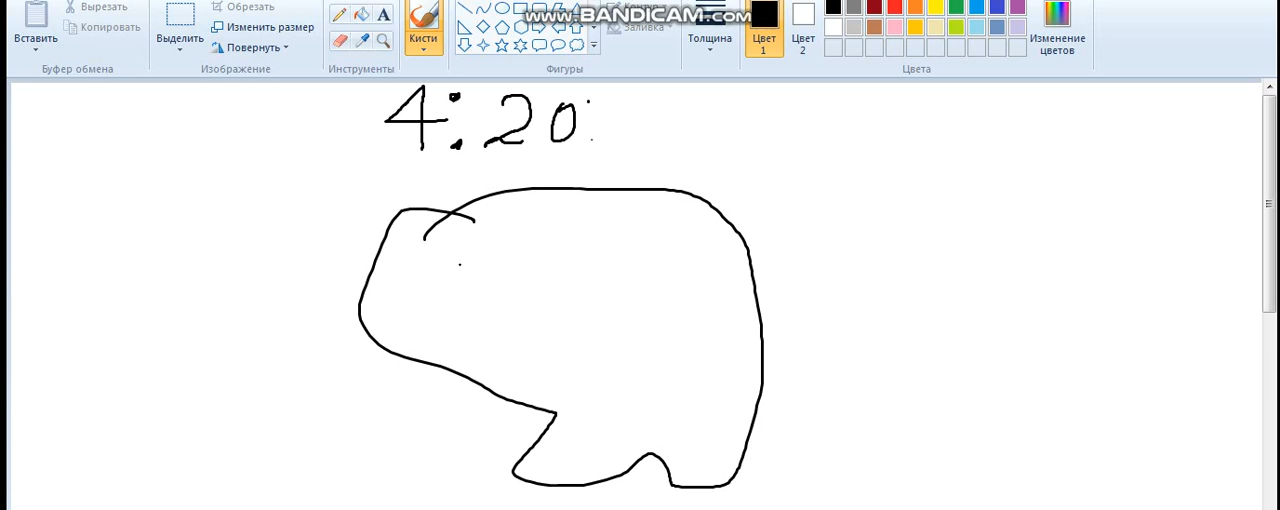 www.BANDICAM.com
Вставить
Вырезать
Копировать
Буфер обмена
Выделить
Обрезать
Изменить размер
Повернуть
Изображение
A
Инструменты
Кисти
Контур
Заливка
Фигуры
Толщина
Цвет 1
Цвет 2
Изменение цветов
Цвета
4:20: